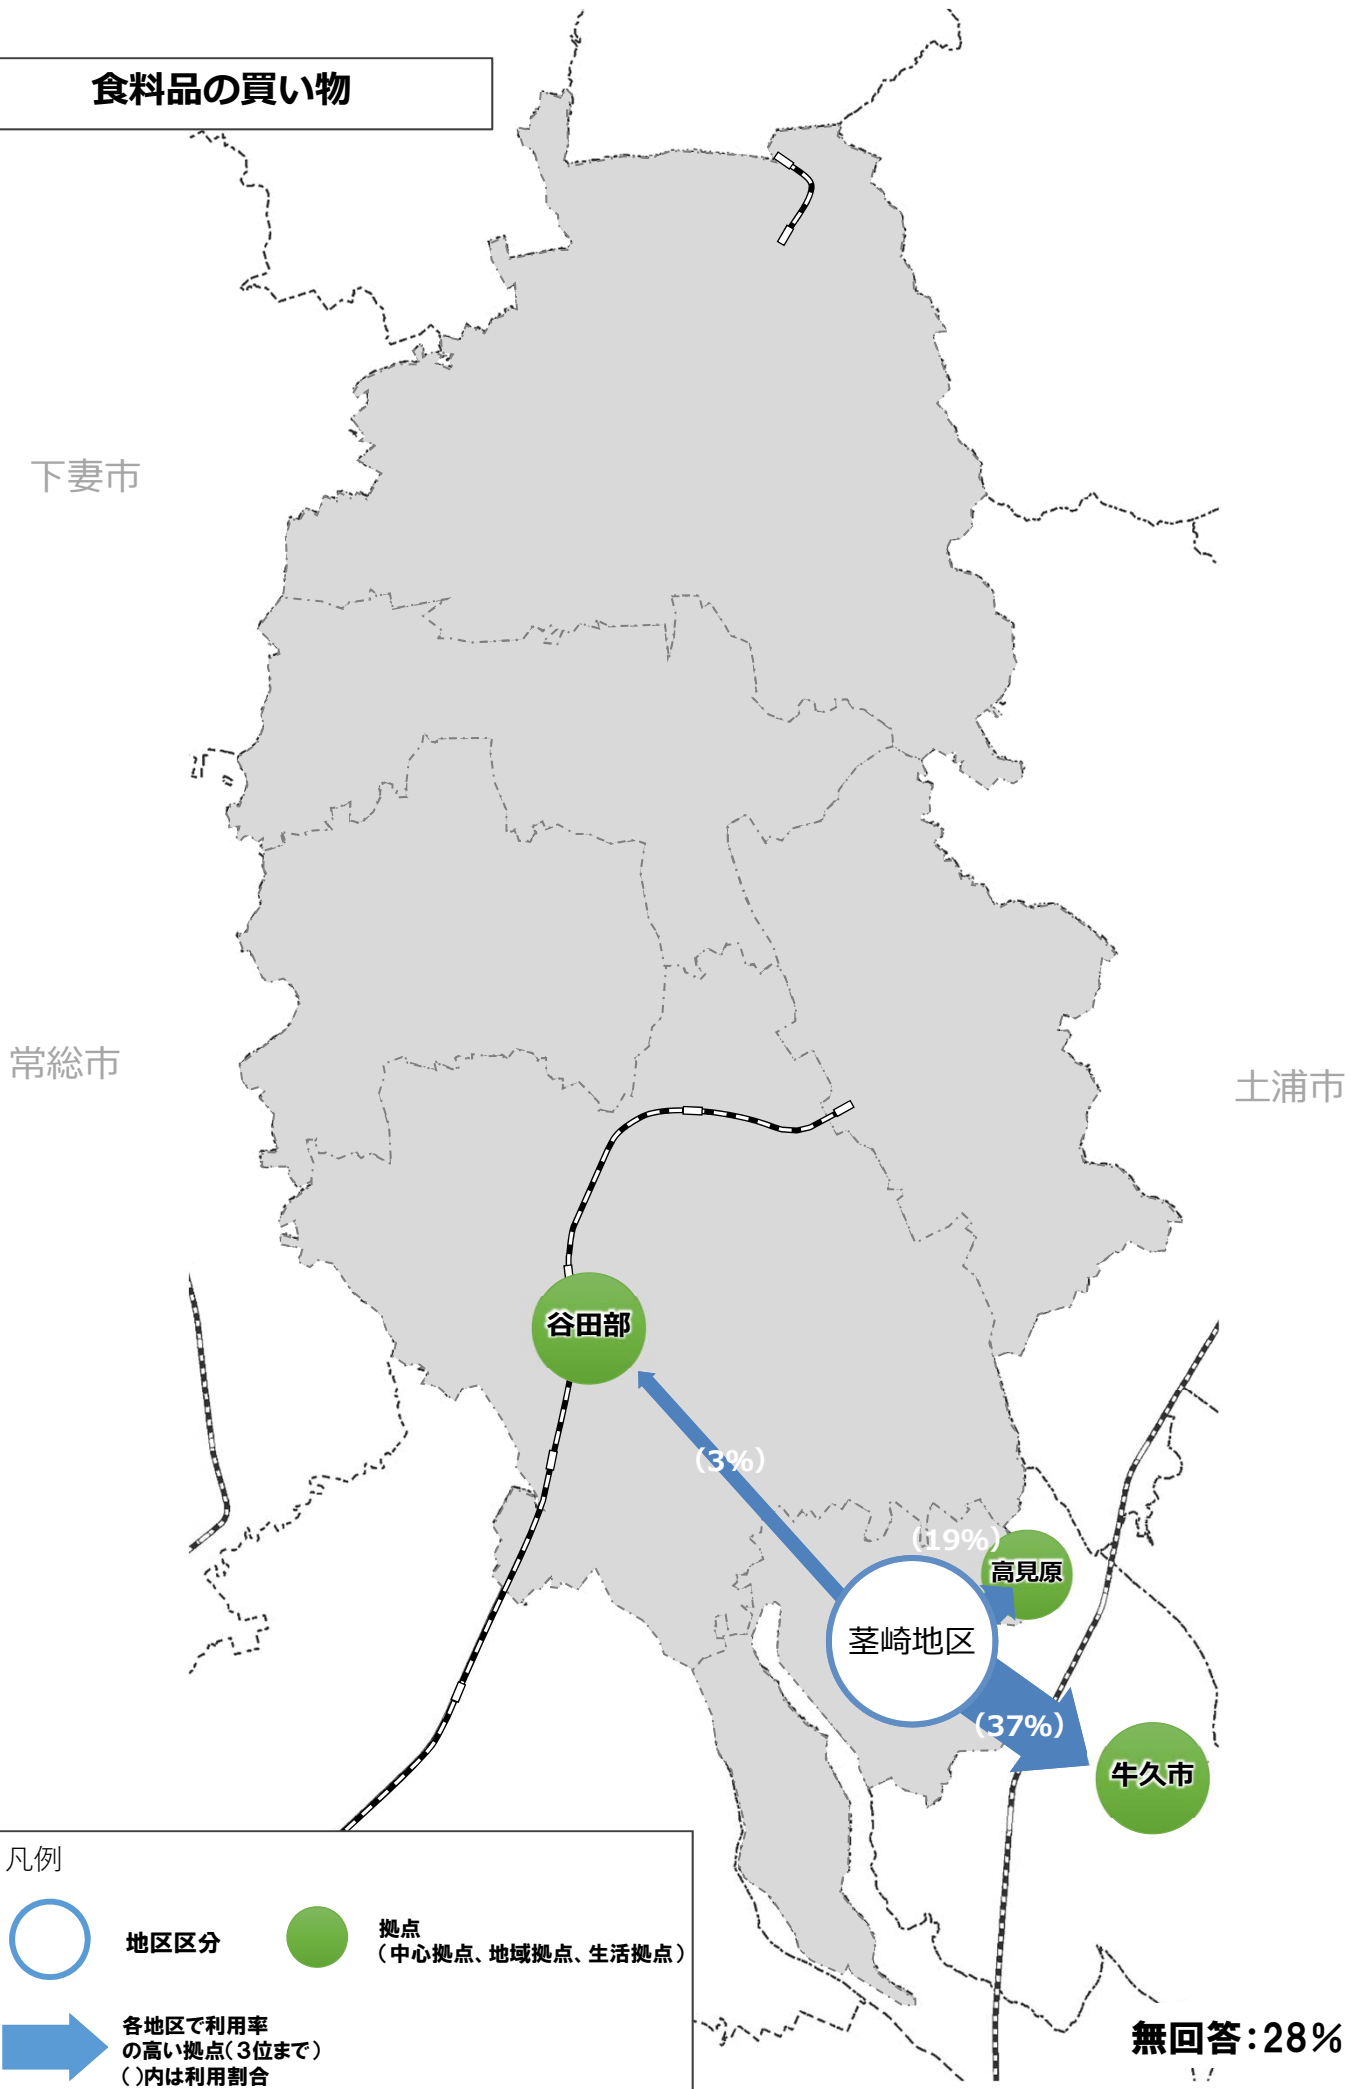 食料品の買い物
下妻市
常総市
土浦市
谷田部
(3%)
(19%)
高見原
茎崎地区
(37%)
牛久市
凡例
地区区分
拠点
(中心拠点、地域拠点、生活拠点)
各地区で利用率
の高い拠点(3位まで)
( )内は利用割合
無回答:28%